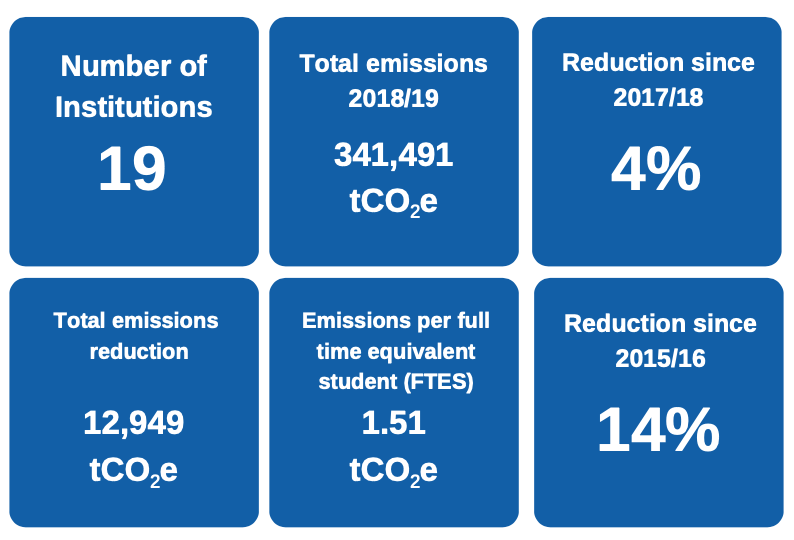 Number of
Institutions
19
Total emissions
2018/19
341,491
tCO₂e
Reduction since
2017/18
4%
Total emissions
reduction
12,949
tCO₂e
Emissions per full
time equivalent
student (FTES)
1.51
tCO₂e
Reduction since
2015/16
14%